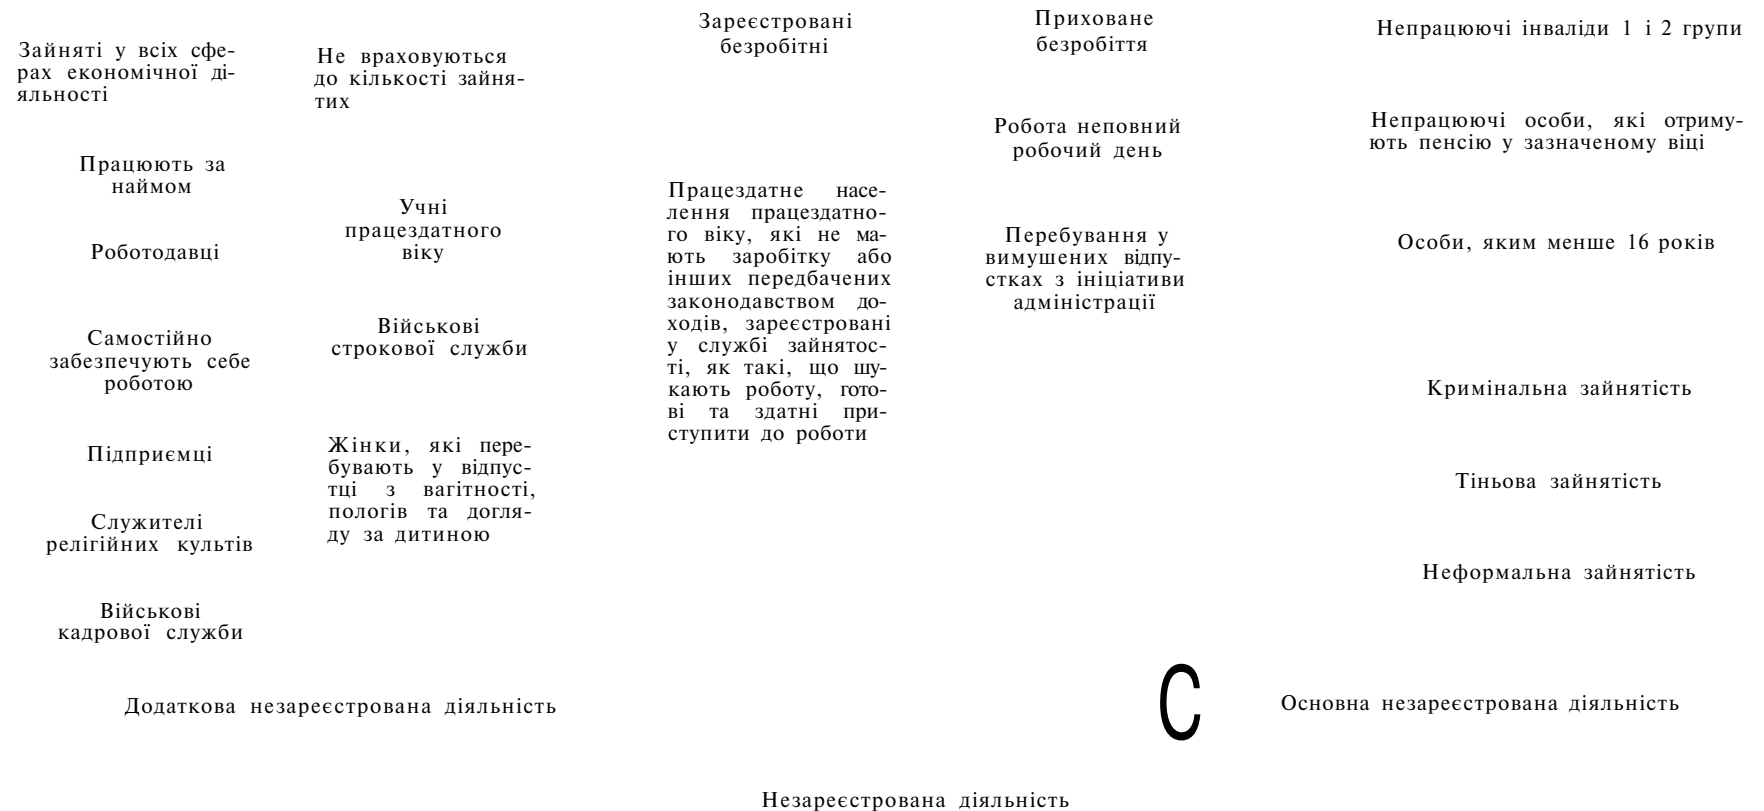 Зайняті у всіх сфе-
рах економічної ді-
яльності
Працюють за
наймом
Роботодавці
Самостійно
забезпечують себе
роботою
Підприємці
Служителі
релігійних культів
Військові
кадрової служби
Не враховуються
до кількості зайня-
тих
Учні
працездатного
віку
Військові
строкової служби
Жінки, які пере-
бувають у відпус-
тці з вагітності,
пологів та догля-
ду за дитиною
Зареєстровані
безробітні
Працездатне насе-
лення працездатно-
го віку, які не ма-
ють заробітку або
інших передбачених
законодавством до-
ходів, зареєстровані
у службі зайнятос-
ті, як такі, що шу-
кають роботу, гото-
ві та здатні при-
ступити до роботи
Приховане
безробіття
Робота неповний
робочий день
Перебування у
вимушених відпу-
стках з ініціативи
адміністрації
Непрацюючі інваліди 1 і 2 групи
Непрацюючі особи, які отриму-
ють пенсію у зазначеному віці
Особи, яким менше 16 років
Кримінальна зайнятість
Тіньова зайнятість
Неформальна зайнятість
Додаткова незареєстрована діяльність
С
Основна незареєстрована діяльність
Незареєстрована діяльність